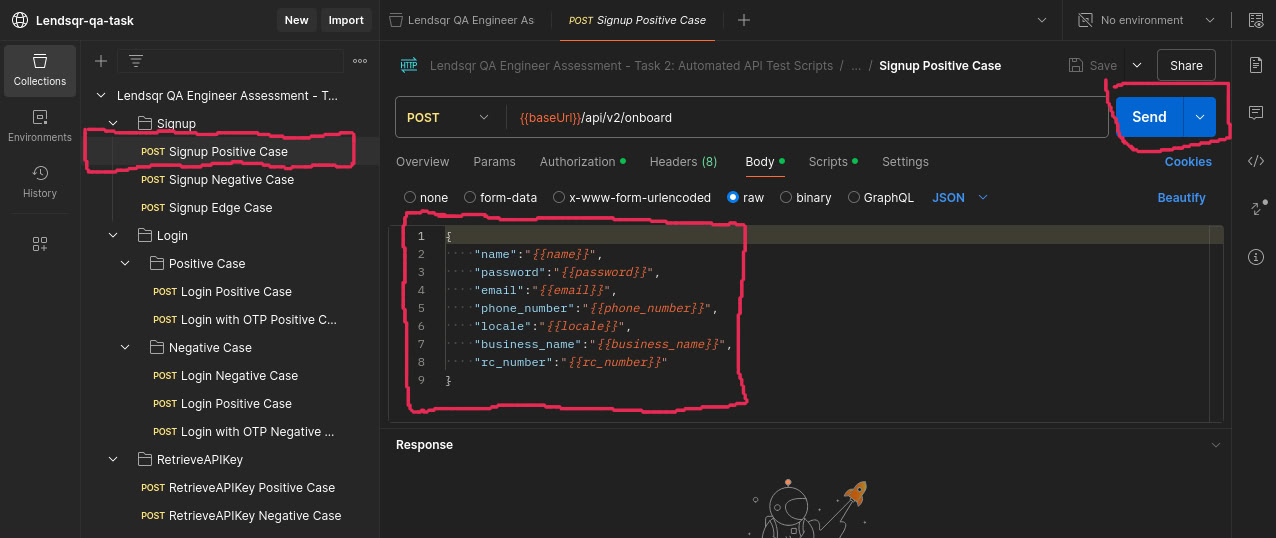 Lendsqr-qa-task
New
Import
Lendsqr QA Engineer As
POST Signup Positive Case
No environment
Collections
Environments
History
Lendsqr QA Engineer Assessment - T...
Signup
POST Signup Positive Case
POST Signup Negative Case
POST Signup Edge Case
Login
Positive Case
POST Login Positive Case
POST Login with OTP Positive C...
Negative Case
POST Login Negative Case
POST Login Positive Case
POST Login with OTP Negative ...
RetrieveAPIKey
POST RetrieveAPIKey Positive Case
POST RetrieveAPIKey Negative Case
HTTP Lendsqr QA Engineer Assessment - Task 2: Automated API Test Scripts / ... / Signup Positive Case
Save
Share
POST {{baseUrl}}/api/v2/onboard
Send
Overview Params Authorization Headers (8) Body Scripts Settings Cookies
none form-data x-www-form-urlencoded raw binary GraphQL JSON Beautify
1 {
2 "name":"{{name}}",
3 "password":"{{password}}",
4 "email":"{{email}}",
5 "phone_number":"{{phone_number}}",
6 "locale":"{{locale}}",
7 "business_name":"{{business_name}}",
8 "rc_number":"{{rc_number}}"
9 }
Response